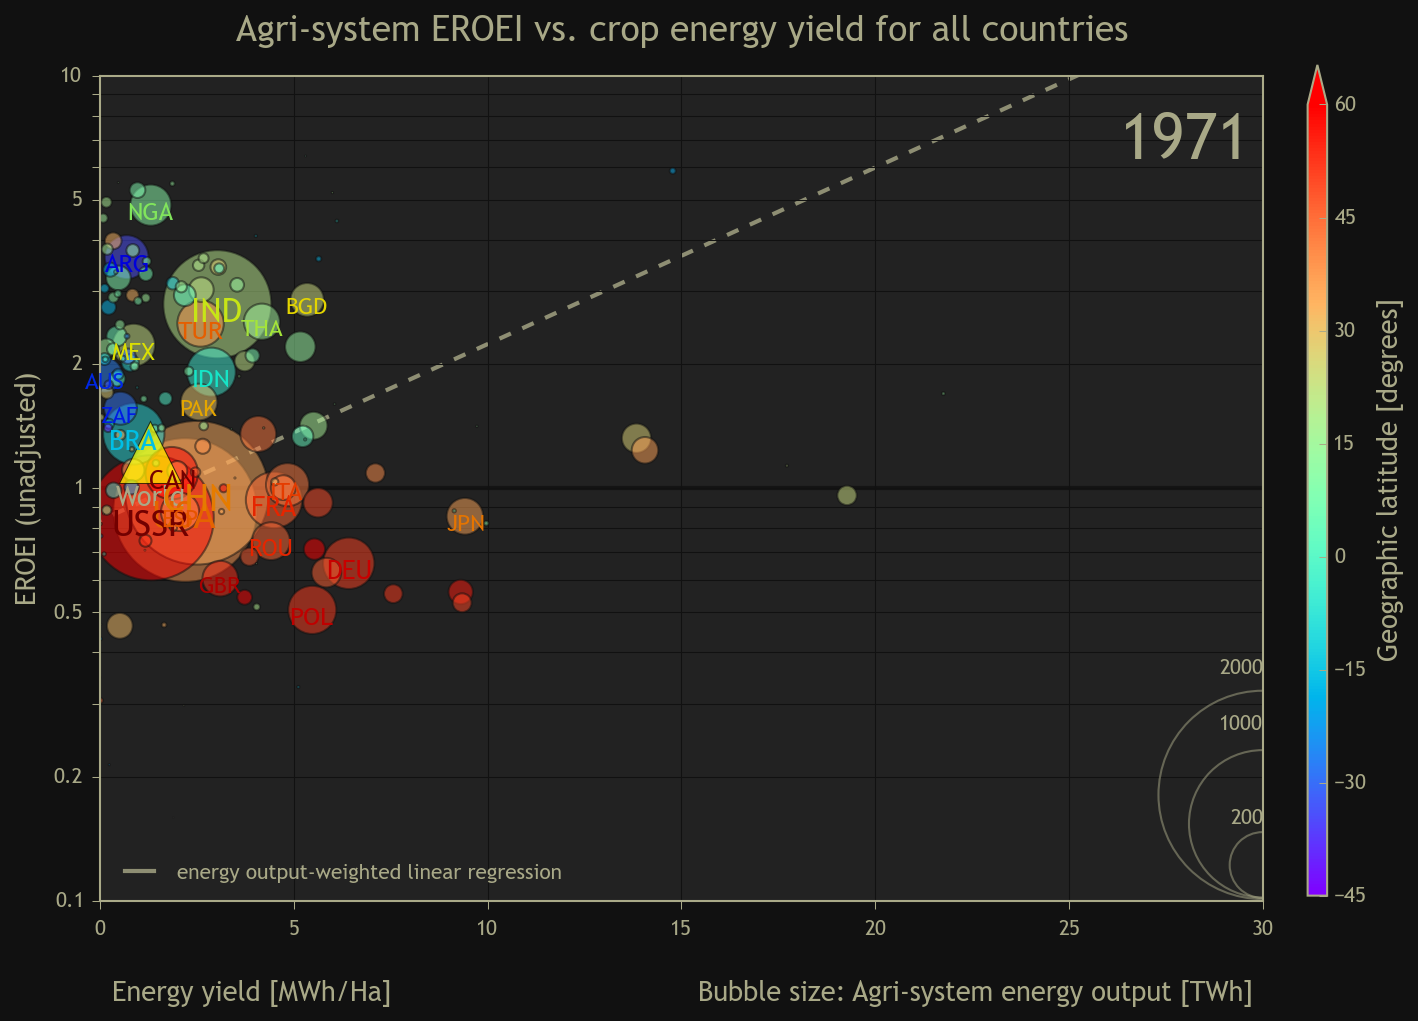 Agri-system EROEI vs. crop energy yield for all countries
1971
10
5
2
1
0.5
0.2
0.1
EROEI (unadjusted)
NGA
ARG
IND
BGD
TUR
THA
MEX
AUS
IDN
PAK
ZAF
BRA
CAN
World
CHN
ITA
FRA
ESP
USSR
JPN
ROU
DEU
GBR
POL
2000
1000
200
energy output-weighted linear regression
0
5
10
15
20
25
30
Energy yield [MWh/Ha]
Bubble size: Agri-system energy output [TWh]
60
45
30
15
0
−15
−30
−45
Geographic latitude [degrees]